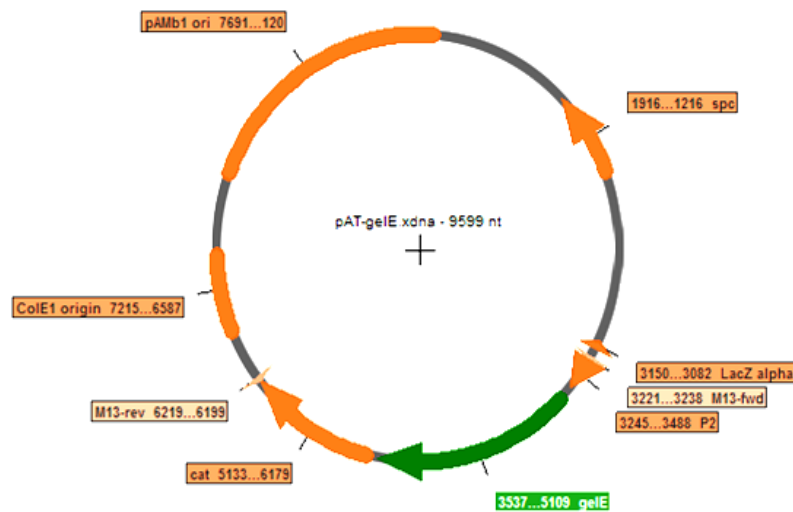 pAMb1 ori 7691...120
1916...1216 spc
pAT-gelE.xdna - 9599 nt
ColE1 origin 7215...6587
3150...3082 LacZ alpha
M13-rev 6219...6199
3221...3238 M13-fwd
3245...3488 P2
cat 5133...6179
3537...5109 gelE